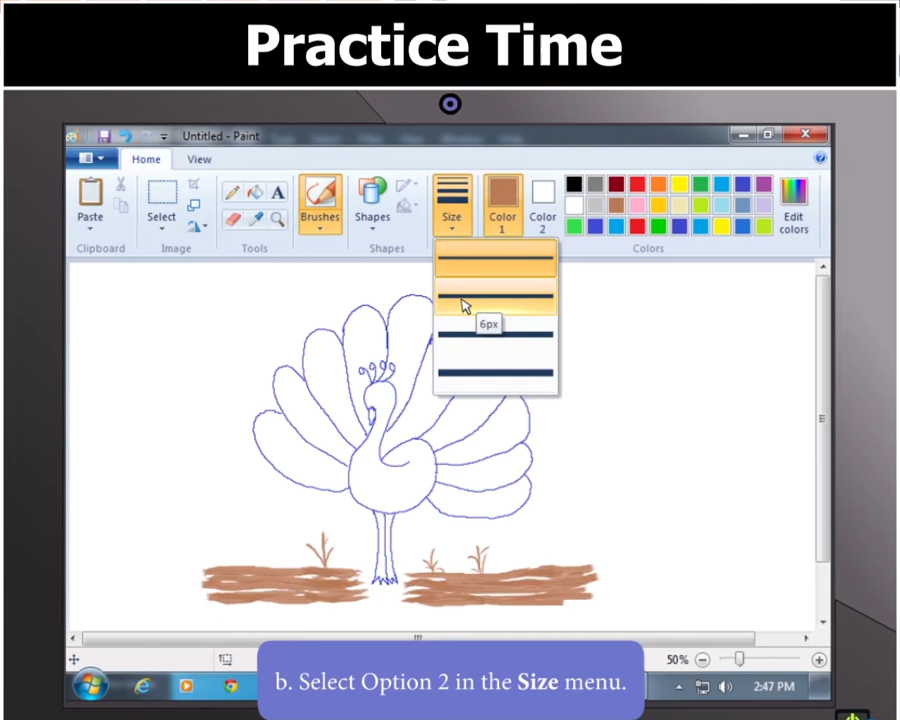 Practice Time
Untitled - Paint
Home View
Paste Select Brushes Shapes Size Color 1 Color 2 Edit colors
Clipboard Image Tools Shapes Colors
A
6px
50%
2:47 PM
b. Select Option 2 in the Size menu.